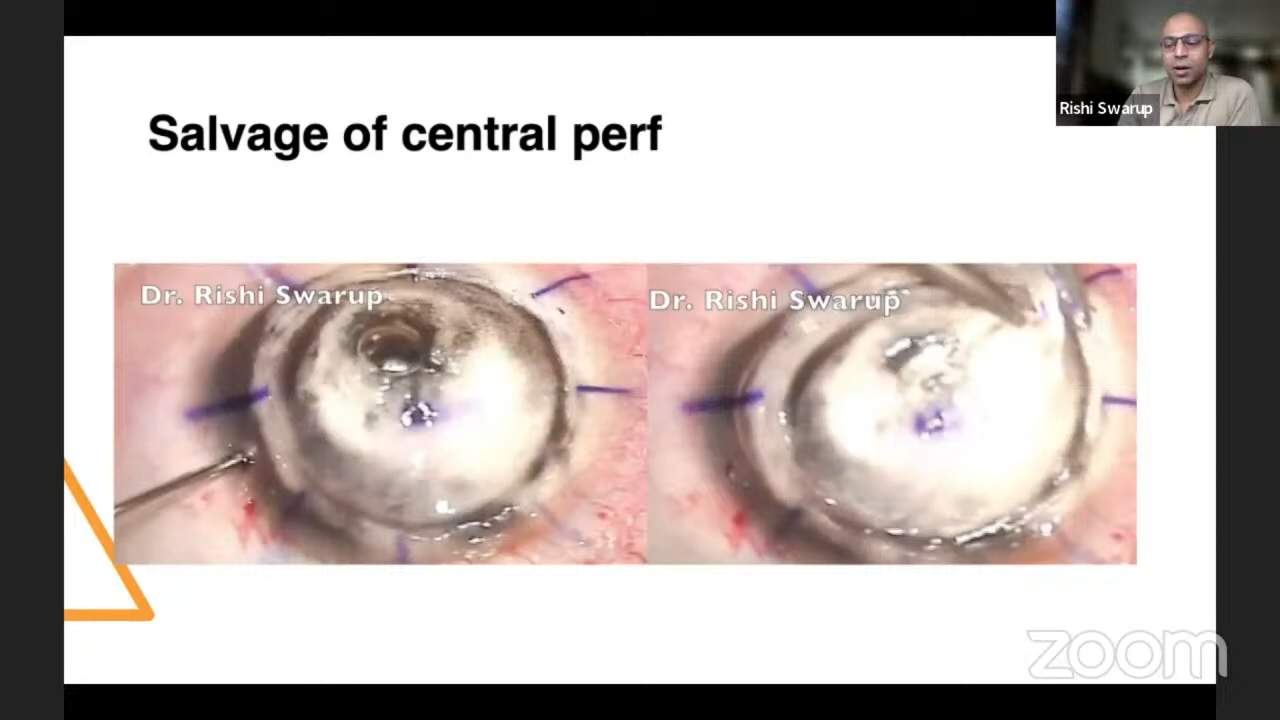 Salvage of central perf
Rishi Swarup
Dr. Rishi Swarup
Dr. Rishi Swarup
zoom